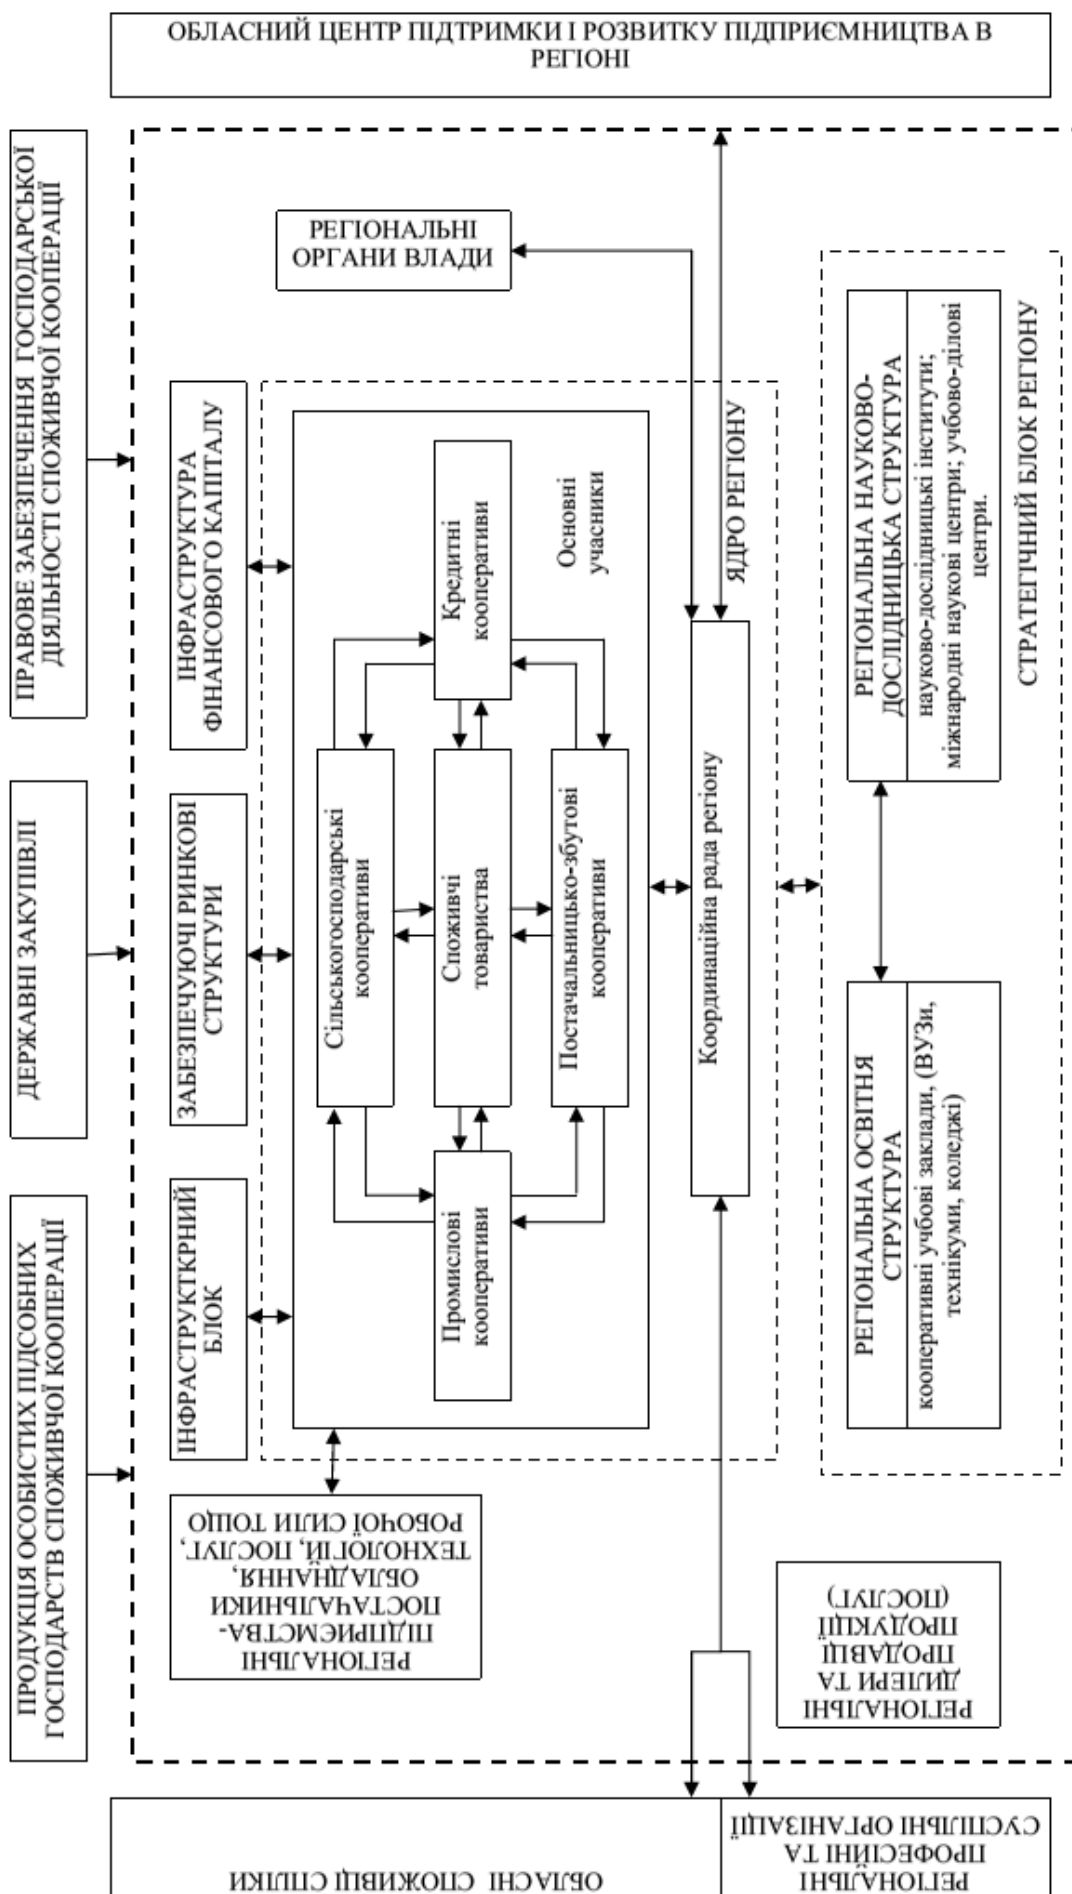 ОБЛАСНИЙ ЦЕНТР ПІДТРИМКИ І РОЗВИТКУ ПІДПРИЄМНИЦТВА В
РЕГІОНІ
ПРОДУКЦІЯ ОСОБИСТИХ ПІДСОБНИХ
ГОСПОДАРСТВ СПОЖИВЧОЇ КООПЕРАЦІЇ
ДЕРЖАВНІ ЗАКУПІВЛІ
ПРАВОВЕ ЗАБЕЗПЕЧЕННЯ ГОСПОДАРСЬКОЇ
ДІЯЛЬНОСТІ СПОЖИВЧОЇ КООПЕРАЦІЇ
ІНФРАСТРУКТКРНИЙ
БЛОК
ЗАБЕЗПЕЧУЮЧІ РИНКОВІ
СТРУКТУРИ
ІНФРАСТРУКТУРА
ФІНАНСОВОГО КАПІТАЛУ
РЕГІОНАЛЬНІ
ОРГАНИ ВЛАДИ
РЕГІОНАЛЬНІ
ПІДПРИЄМСТВА-
ПОСТАЧАЛЬНИКИ
ОБЛАДНАННЯ,
ТЕХНОЛОГІЙ, ПОСЛУГ,
РОБОЧОЇ СИЛИ ТОЩО
Сільськогосподарські
кооперативи
Промислові
кооперативи
Споживчі
товариства
Кредитні
кооперативи
Постачальницько-збутові
кооперативи
Основні
учасники
Координаційна рада регіону
ЯДРО РЕГІОНУ
РЕГІОНАЛЬНІ
ДИЛЕРИ ТА
ПРОДАВЦІ
ПРОДУКЦІЇ
(ПОСЛУГ)
РЕГІОНАЛЬНА ОСВІТНЯ
СТРУКТУРА
кооперативні учбові заклади, (ВУЗи,
технікуми, коледжі)
РЕГІОНАЛЬНА НАУКОВО-
ДОСЛІДНИЦЬКА СТРУКТУРА
науково-дослідницькі інститути;
міжнародні наукові центри; учбово-ділові
центри.
СТРАТЕГІЧНИЙ БЛОК РЕГІОНУ
ОБЛАСНІ СПОЖИВЦІ СПІЛКИ
РЕГІОНАЛЬНІ
ПРОФЕСІЙНІ ТА
СУСПІЛЬНІ ОРГАНІЗАЦІЇ